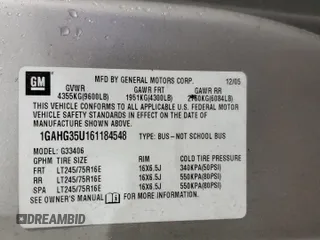 GM
MFD BY GENERAL MOTORS CORP. 12/05
GVWR GAWR FRT GAWR RR
4355KG(9600LB) 1951KG(4300LB) 2760KG(6084LB)
THIS VEHICLE CONFORMS TO ALL APPLICABLE U.S. FEDERAL MOTOR
VEHICLE SAFETY STANDARDS IN EFFECT ON THE DATE OF
MANUFACTURE SHOWN ABOVE.
1GAHG35U161184548 TYPE: BUS-NOT SCHOOL BUS
MODEL: G33406
GPHM TIRE SIZE RIM COLD TIRE PRESSURE
FRT LT245/75R16E 16X6.5J 340KPA(50PSI)
RR LT245/75R16E 16X6.5J 550KPA(80PSI)
SPA LT245/75R16E 16X6.5J 550KPA(80PSI)
SEE OWNER'S MANUAL FOR MORE INFORMATION.
DREAMBID